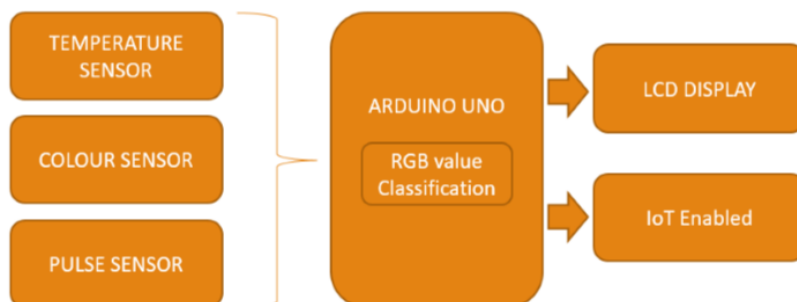 TEMPERATURE
SENSOR
COLOUR SENSOR
PULSE SENSOR
ARDUINO UNO
RGB value
Classification
LCD DISPLAY
IoT Enabled